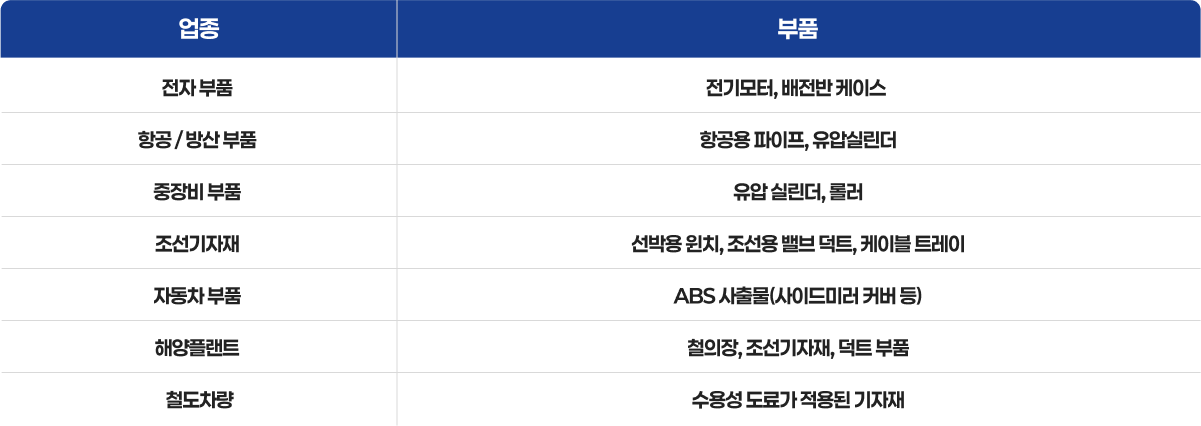 업종 부품
전자 부품 전기모터, 배전반 케이스
항공 / 방산 부품 항공용 파이프, 유압실린더
중장비 부품 유압 실린더, 롤러
조선기자재 선박용 윈치, 조선용 밸브 덕트, 케이블 트레이
자동차 부품 ABS 사출물(사이드미러 커버 등)
해양플랜트 철의장, 조선기자재, 덕트 부품
철도차량 수용성 도료가 적용된 기자재